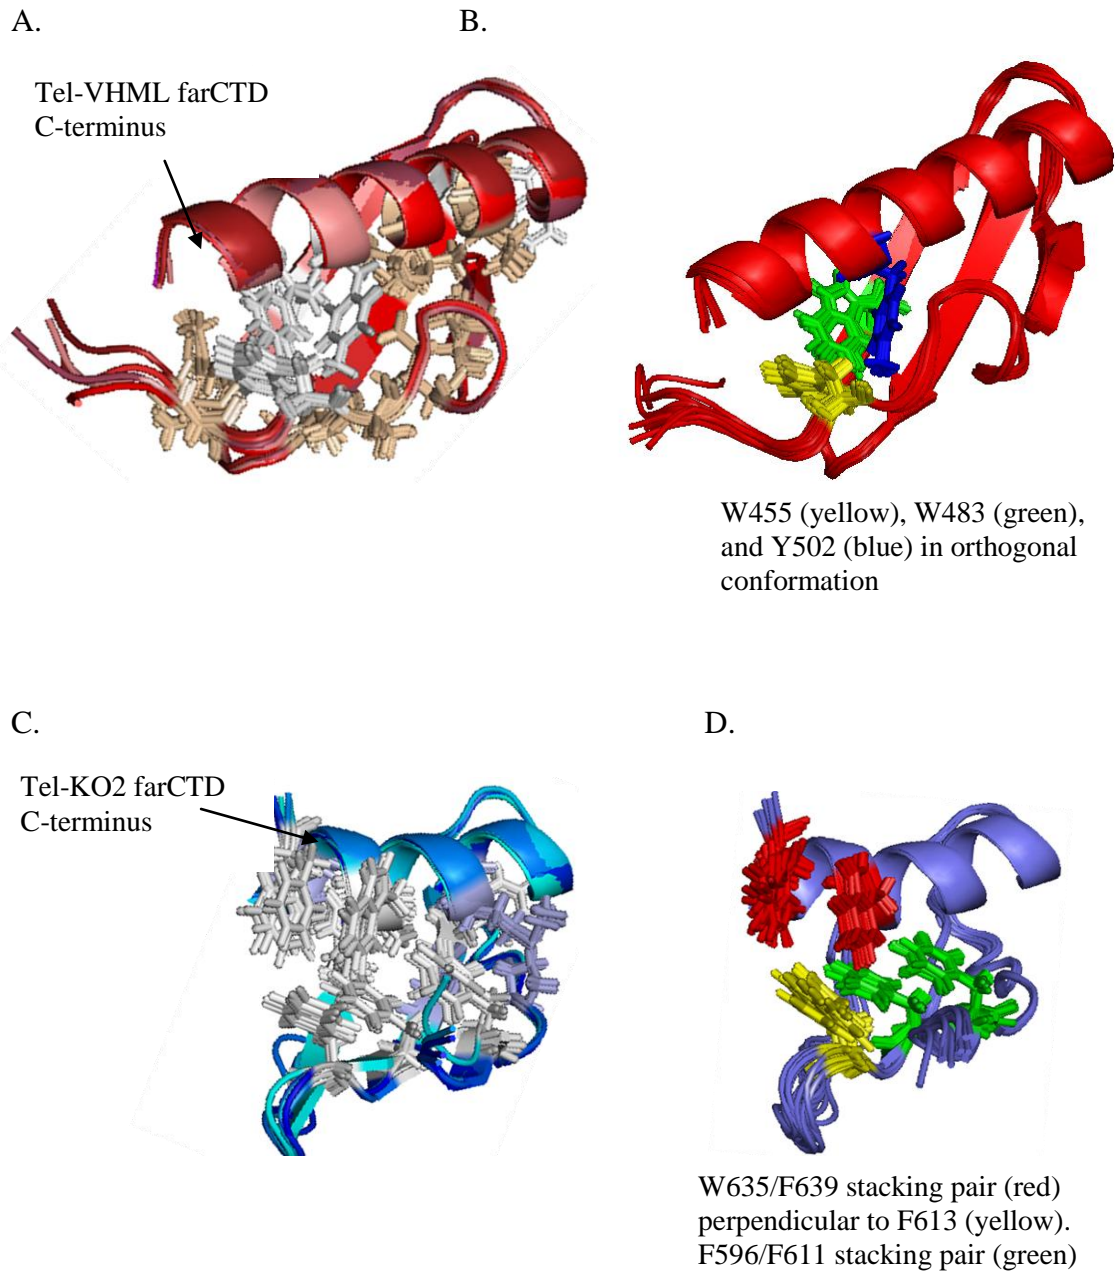 A.
B.
Tel-VHML farCTD
C-terminus
W455 (yellow), W483 (green),
and Y502 (blue) in orthogonal
conformation
C.
D.
Tel-KO2 farCTD
C-terminus
W635/F639 stacking pair (red)
perpendicular to F613 (yellow).
F596/F611 stacking pair (green)